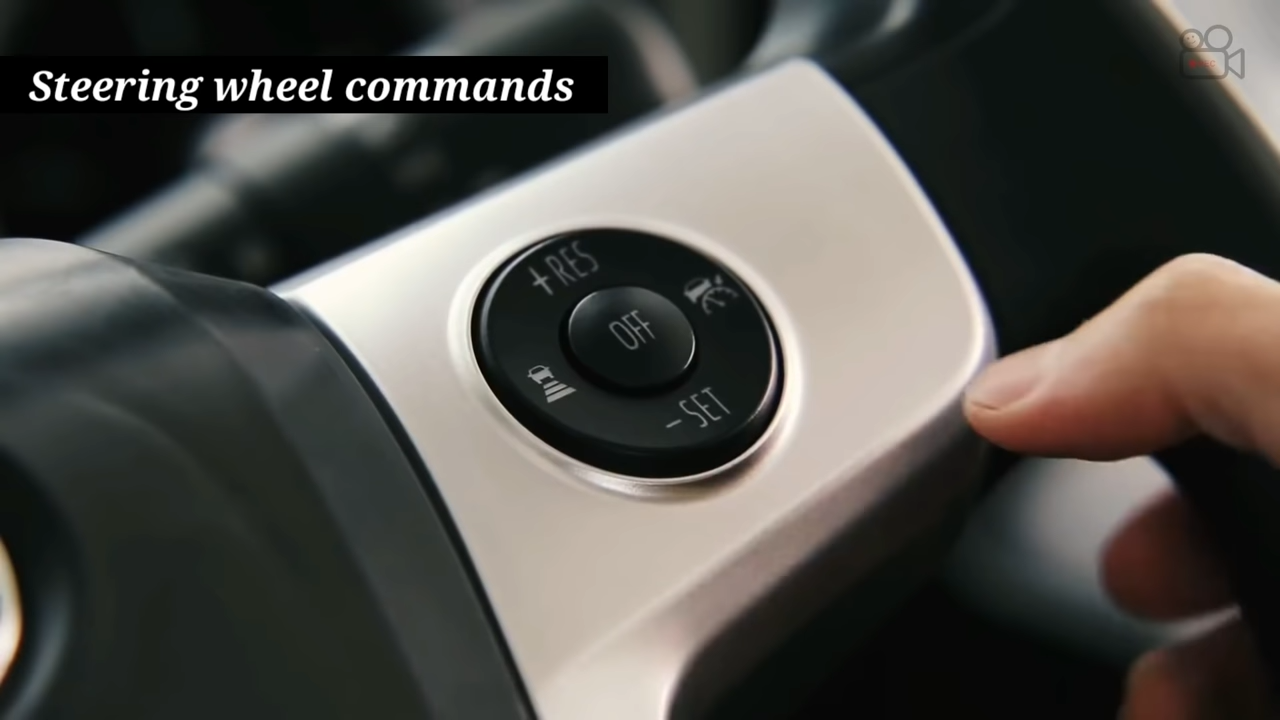 Steering wheel commands
+RES
OFF
-SET